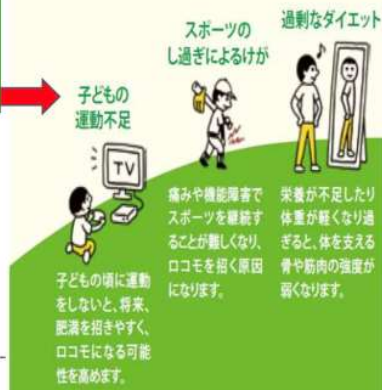 子どもの
運動不足
TV
子どもの頃に運動
をしないと、将来、
肥満を招きやすく、
ロコモになる可能
性を高めます。
スポーツの
し過ぎによるけが
痛みや機能障害で
スポーツを継続す
ることが難しくなり、
ロコモを招く原因
になります。
過剰なダイエット
栄養が不足したり
体重が軽くなり過
ぎると、体を支える
骨や筋肉の強度が
弱くなります。